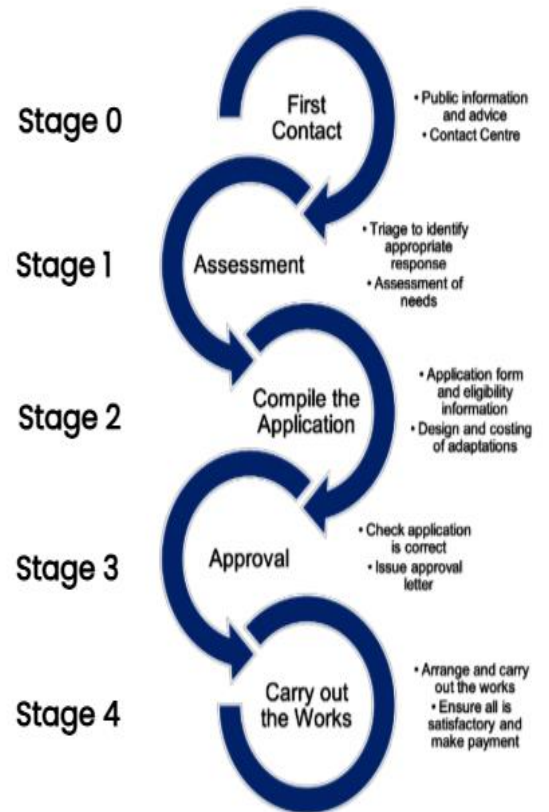 Stage 0
First
Contact
• Public information
and advice
• Contact Centre
Stage 1
Assessment
• Triage to identify
appropriate
response
• Assessment of
needs
Stage 2
Compile the
Application
• Application form
and eligibility
information
• Design and costing
of adaptations
Stage 3
Approval
• Check application
is correct
• Issue approval
letter
Stage 4
Carry out
the Works
• Arrange and carry
out the works
• Ensure all is
satisfactory and
make payment